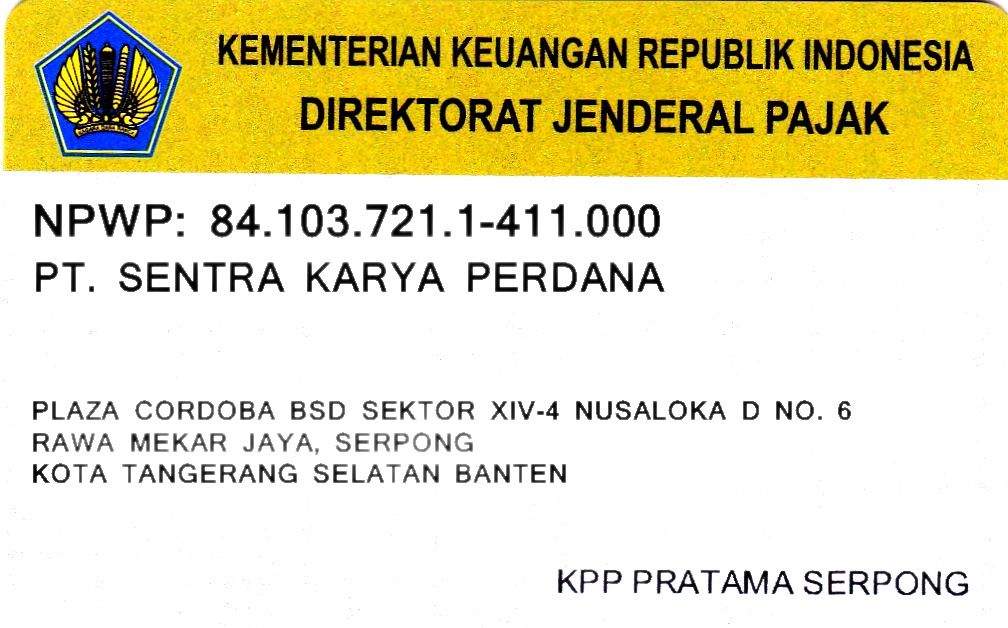 KEMENTERIAN KEUANGAN REPUBLIK INDONESIA
DIREKTORAT JENDERAL PAJAK
NPWP: 84.103.721.1-411.000
PT. SENTRA KARYA PERDANA
PLAZA CORDOBA BSD SEKTOR XIV-4 NUSALOKA D NO. 6
RAWA MEKAR JAYA, SERPONG
KOTA TANGERANG SELATAN BANTEN
KPP PRATAMA SERPONG